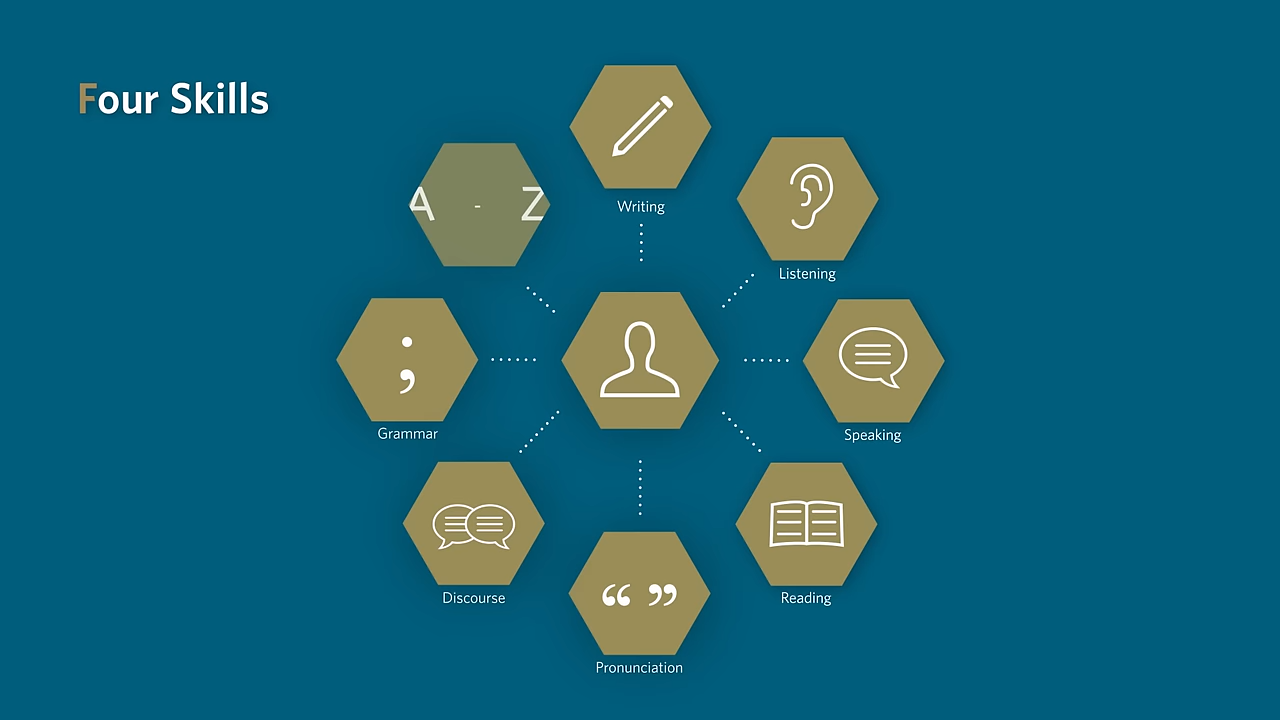 Four Skills
Writing
A - Z
Listening
Grammar
Speaking
Discourse
Reading
“ ”
Pronunciation